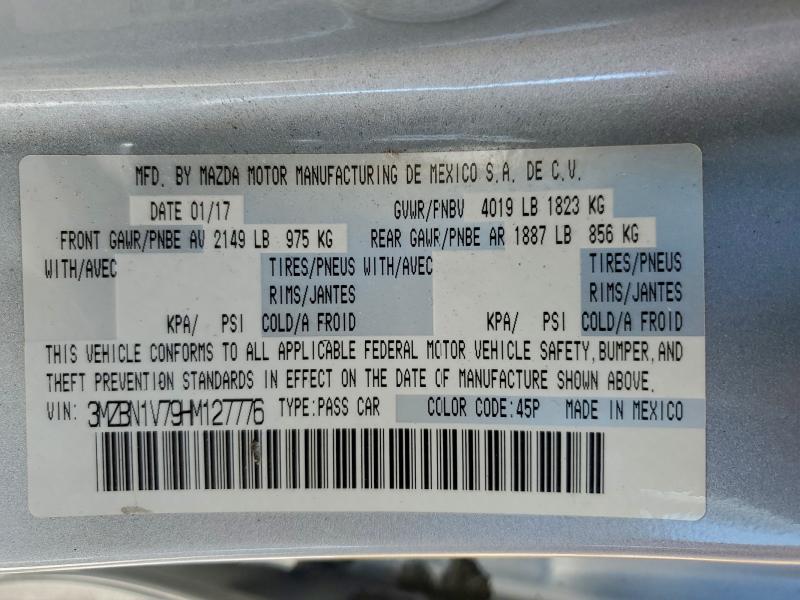 MFD. BY MAZDA MOTOR MANUFACTURING DE MEXICO S.A. DE C.V.
DATE 01/17 GVWR/PNBV 4019 LB 1823 KG
FRONT GAWR/PNBE AV 2149 LB 975 KG REAR GAWR/PNBE AR 1887 LB 856 KG
WITH/AVEC TIRES/PNEUS WITH/AVEC TIRES/PNEUS
RIMS/JANTES RIMS/JANTES
KPA/ PSI COLD/A FROID KPA/ PSI COLD/A FROID
THIS VEHICLE CONFORMS TO ALL APPLICABLE FEDERAL MOTOR VEHICLE SAFETY, BUMPER, AND
THEFT PREVENTION STANDARDS IN EFFECT ON THE DATE OF MANUFACTURE SHOWN ABOVE.
VIN: 3MZBN1V79HM127776 TYPE:PASS CAR COLOR CODE:45P MADE IN MEXICO